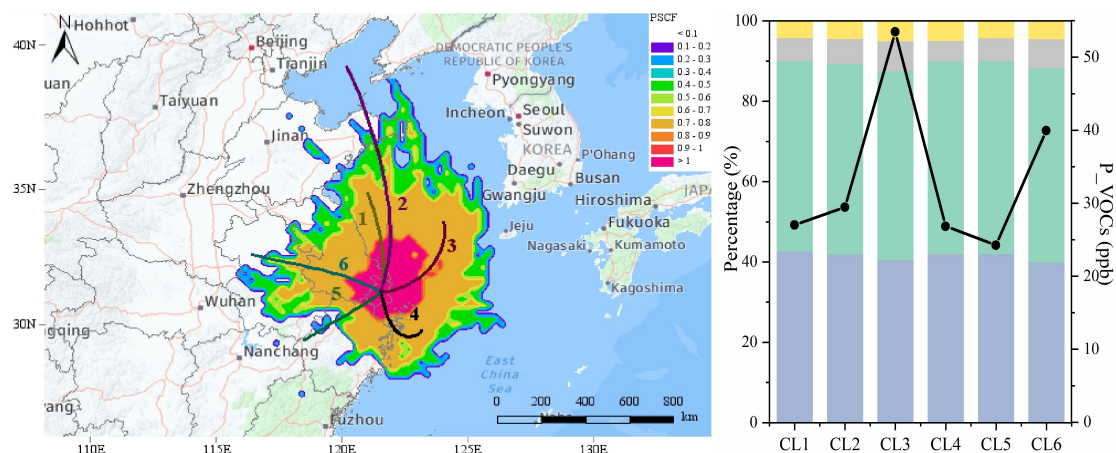 PSCF
< 0.1
0.1 - 0.2
0.2 - 0.3
0.3 - 0.4
0.4 - 0.5
0.5 - 0.6
0.6 - 0.7
0.7 - 0.8
0.8 - 0.9
0.9 - 1
> 1
N
Hohhot
40N
Beijing
Tianjin
DEMOCRATIC PEOPLE'S
REPUBLIC OF KOREA
Pyongyang
uan
Taiyuan
Incheon
Seoul
Suwon
KOREA
Jinan
P'Ohang
Daegu
Busan
35N
Zhengzhou
Gwangju
JAPA
Hiroshima
Fukuoka
Jeju
Nagasaki
Kumamoto
Kagoshima
1
2
3
6
5
4
Wuhan
30N
gqing
Nanchang
East
China
Sea
yang
Fuzhou
Naha
0
200
400
600
800
km
110E
115E
120E
125E
130E
Percentage (%)
100
80
60
40
20
0
P_VOCs (ppb)
50
40
30
20
10
0
CL1
CL2
CL3
CL4
CL5
CL6